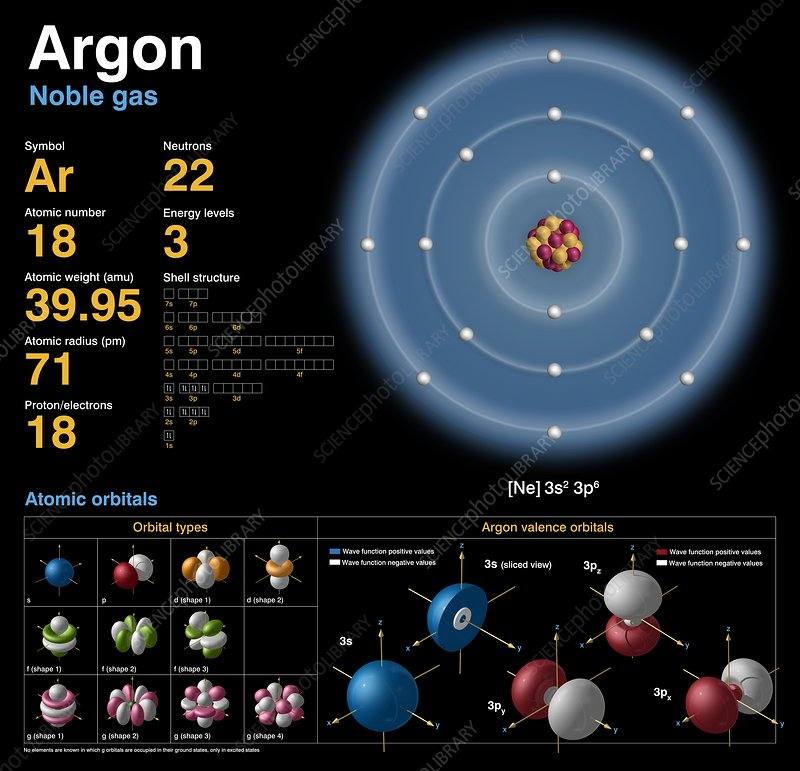 Argon
Noble gas
Symbol
Ar
Neutrons
22
Atomic number
18
Energy levels
3
Atomic weight (amu)
39.95
Shell structure
7s 7p
6s 6p 6d
Atomic radius (pm)
71
5s 5p 5d 5f
4s 4p 4d 4f
3s 3p 3d
Proton/electrons
18
2s 2p
1s
[Ne] 3s² 3p⁶
Atomic orbitals
Orbital types
s
p
d (shape 1)
d (shape 2)
f (shape 1)
f (shape 2)
f (shape 3)
g (shape 1)
g (shape 2)
g (shape 3)
g (shape 4)
Argon valence orbitals
Wave function positive values
Wave function negative values
3s (sliced view)
z
x
y
3pz
Wave function positive values
Wave function negative values
z
x
y
3s
z
x
y
3py
z
x
y
3px
z
x
y
No elements are known in which g orbitals are occupied in their ground states, only in excited states
SCIENCEphotoLIBRARY